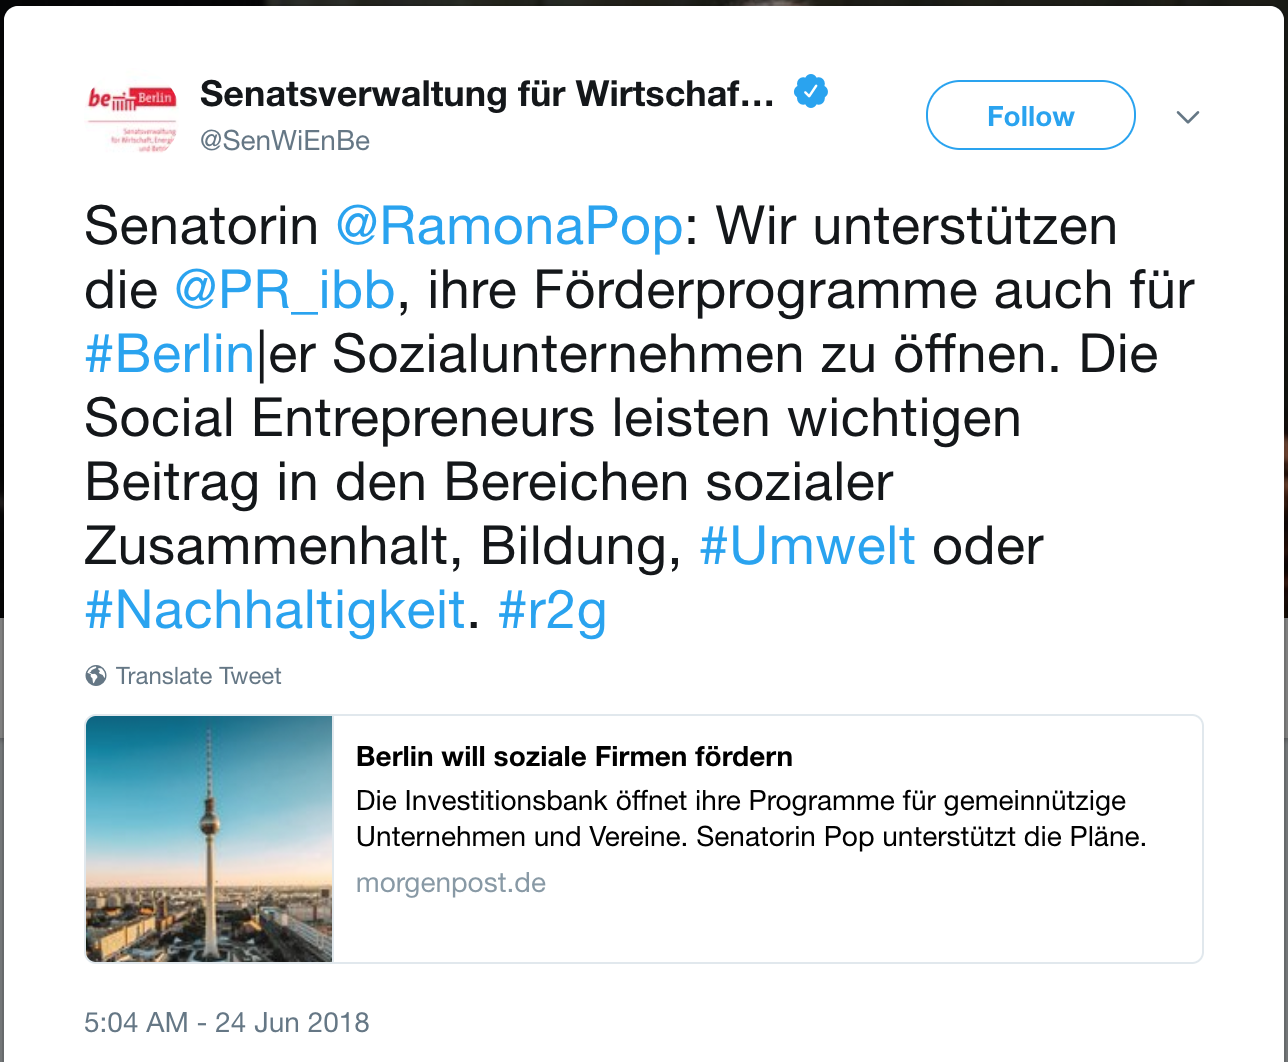 be Berlin
Senatsverwaltung
für Wirtschaft, Energie
und Betriebe
Senatsverwaltung für Wirtschaf...
@SenWiEnBe
Follow
Senatorin @RamonaPop: Wir unterstützen
die @PR_ibb, ihre Förderprogramme auch für
#Berlin|er Sozialunternehmen zu öffnen. Die
Social Entrepreneurs leisten wichtigen
Beitrag in den Bereichen sozialer
Zusammenhalt, Bildung, #Umwelt oder
#Nachhaltigkeit. #r2g
Translate Tweet
Berlin will soziale Firmen fördern
Die Investitionsbank öffnet ihre Programme für gemeinnützige
Unternehmen und Vereine. Senatorin Pop unterstützt die Pläne.
morgenpost.de
5:04 AM - 24 Jun 2018